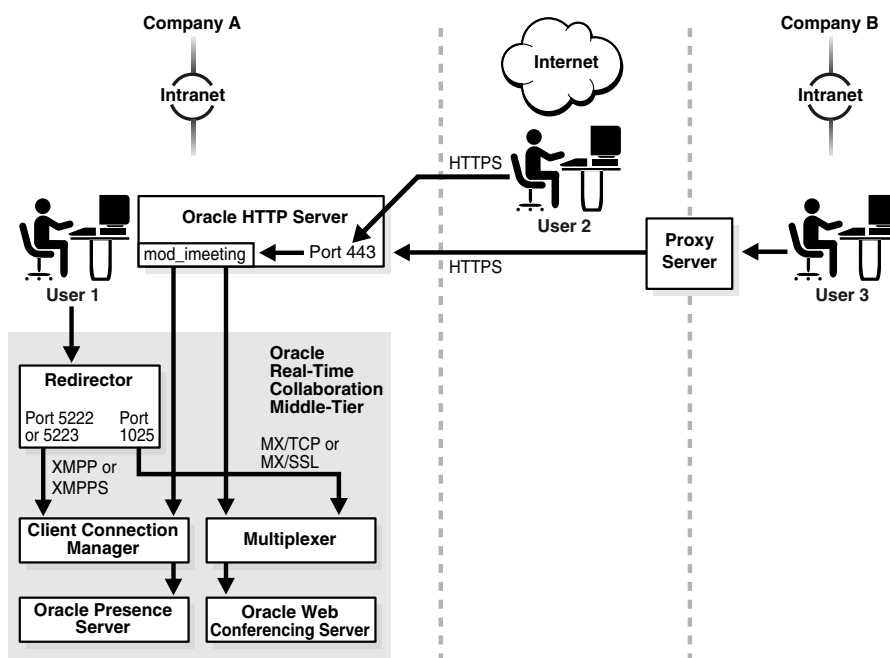 Company A
Company B
Internet
Intranet
Intranet
HTTPS
Oracle HTTP Server
User 2
mod_imeeting
Port 443
Proxy
Server
HTTPS
User 1
User 3
Oracle
Real-Time
Collaboration
Middle-Tier
Redirector
Port 5222
or 5223
Port
1025
MX/TCP or
MX/SSL
XMPP or
XMPPS
Client Connection
Manager
Multiplexer
Oracle Presence
Server
Oracle Web
Conferencing Server